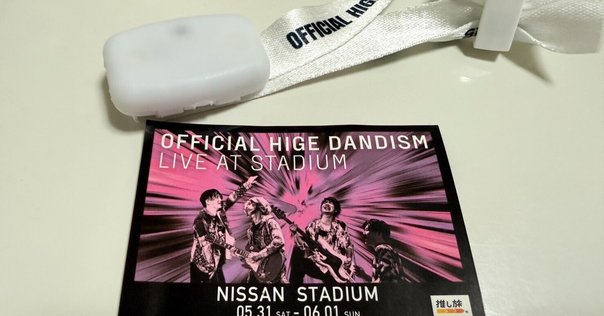 OFFICIAL HIGE
OFFICIAL HIGE DANDISM
LIVE AT STADIUM
NISSAN STADIUM
05.31 SAT - 06.01 SUN
推し旅